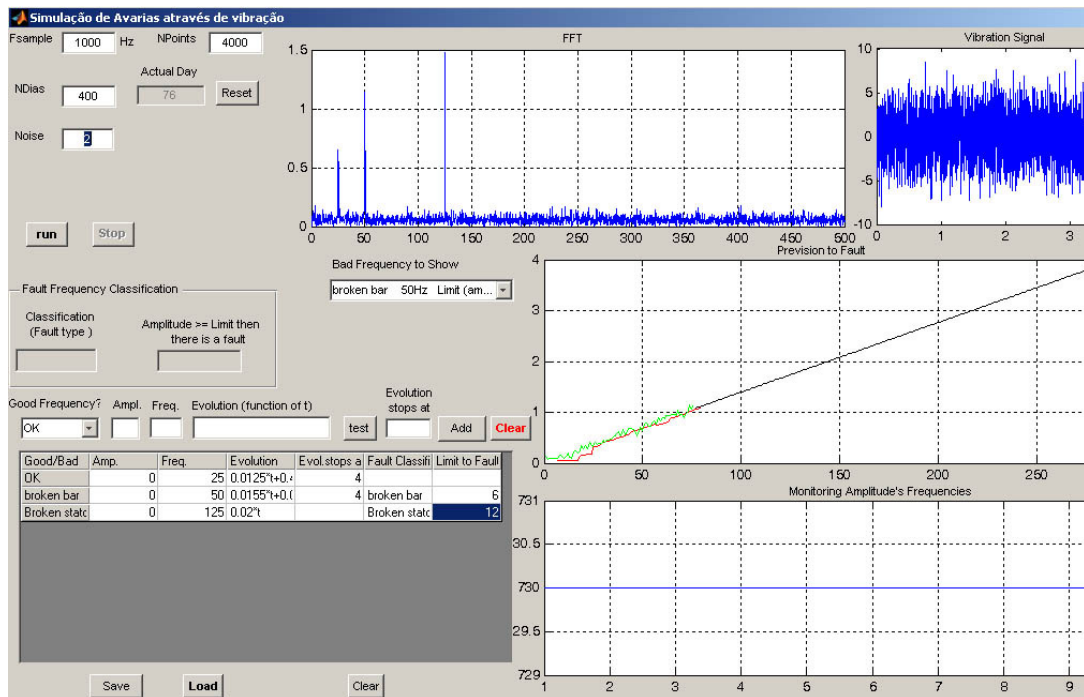 Simulação de Avarias através de vibração
Fsample 1000 Hz NPoints 4000
NDias 400 Actual Day 76 Reset
Noise 2
run Stop
FFT
1.5
1
0.5
0
0 50 100 150 200 250 300 350 400 450 500
Vibration Signal
10
5
0
-5
-10
0 1 2 3
Bad Frequency to Show
broken bar 50Hz Limit (am...
Fault Frequency Classification
Classification (Fault type )
Amplitude >= Limit then there is a fault
Prevision to Fault
4
3
2
1
0
0 50 100 150 200 250
Good Frequency? Ampl. Freq. Evolution (function of t) Evolution stops at
OK test Add Clear
Good/Bad Amp. Freq. Evolution Evol.stops a Fault Classifi Limit to Fault
OK 0 25 0.0125*t+0.4 4
broken bar 0 50 0.0155*t+0.0 4 broken bar 6
Broken statc 0 125 0.02*t Broken statc 12
Monitoring Amplitude's Frequencies
731
30.5
730
29.5
729
1 2 3 4 5 6 7 8 9
Save Load Clear